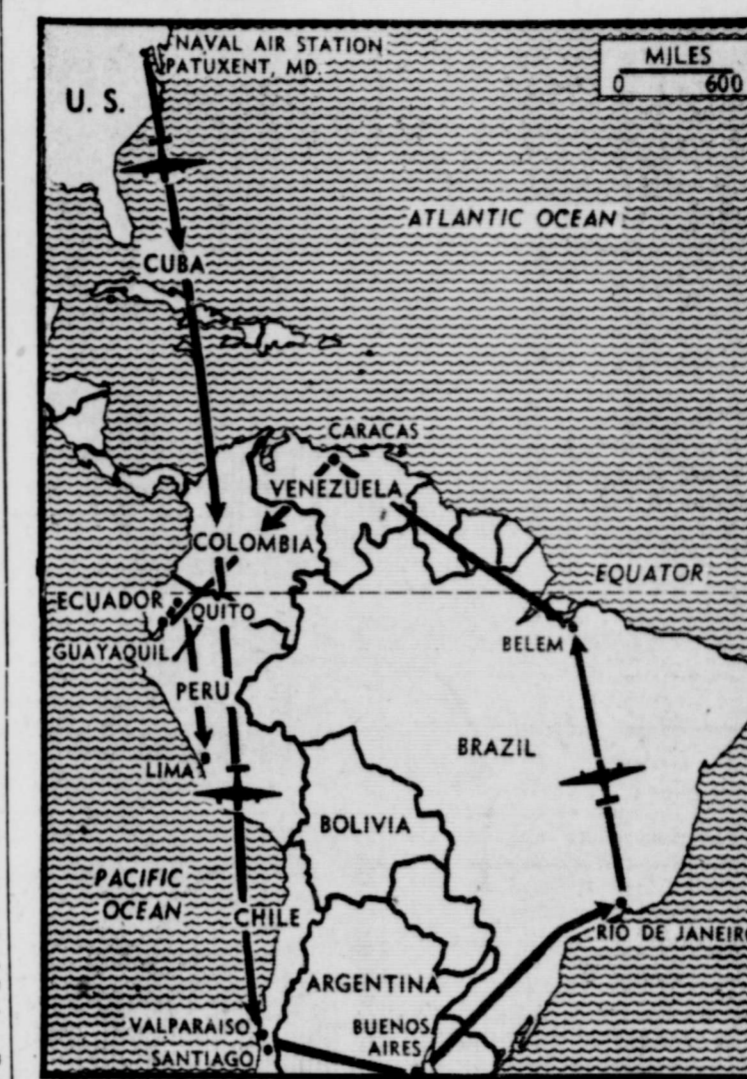 NAVAL AIR STATION
PATUXENT, MD.
MILES
0 600
U. S.
ATLANTIC OCEAN
CUBA
CARACAS
VENEZUELA
COLOMBIA
EQUATOR
ECUADOR
QUITO
GUAYAQUIL
BELEM
PERU
LIMA
BRAZIL
BOLIVIA
PACIFIC
OCEAN
CHILE
RIO DE JANEIRO
ARGENTINA
VALPARAISO
SANTIAGO
BUENOS
AIRES